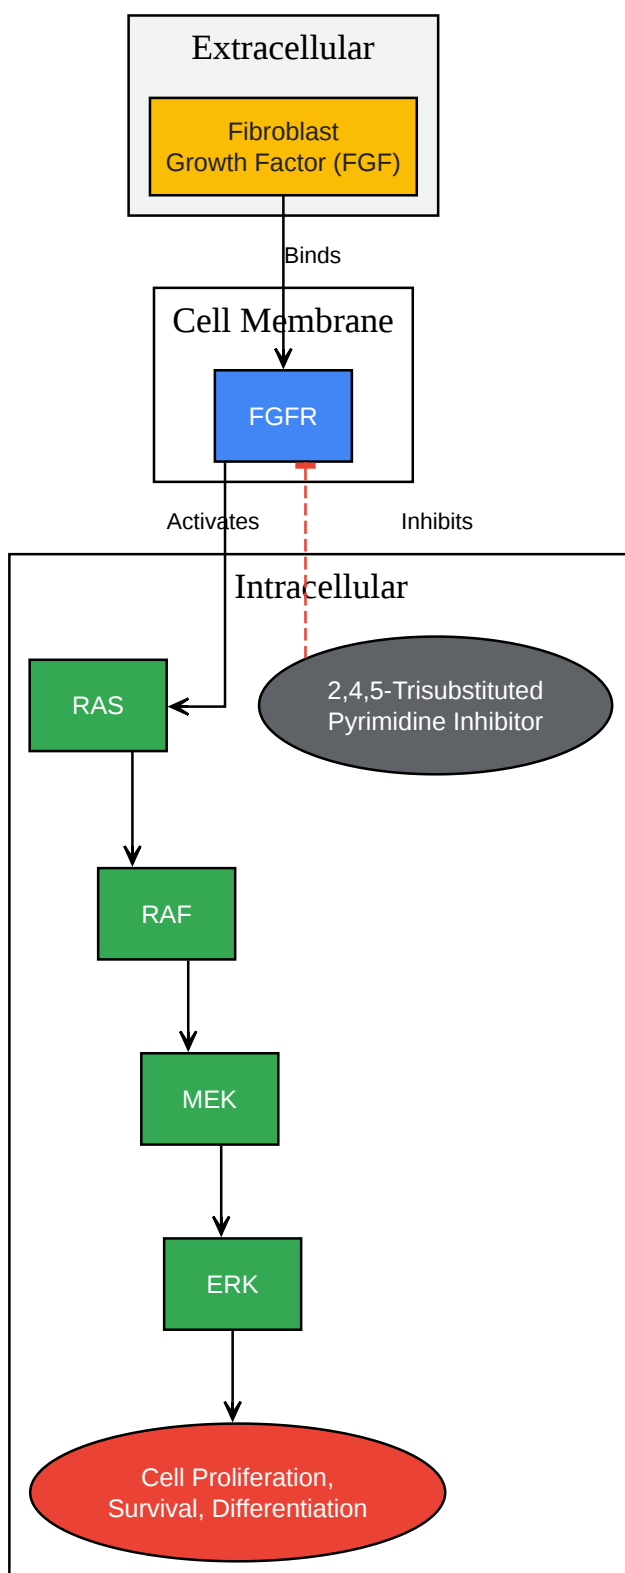 Extracellular
Fibroblast
Growth Factor (FGF)
Binds
Cell Membrane
FGFR
Activates
Inhibits
Intracellular
RAS
2,4,5-Trisubstituted
Pyrimidine Inhibitor
RAF
MEK
ERK
Cell Proliferation,
Survival, Differentiation